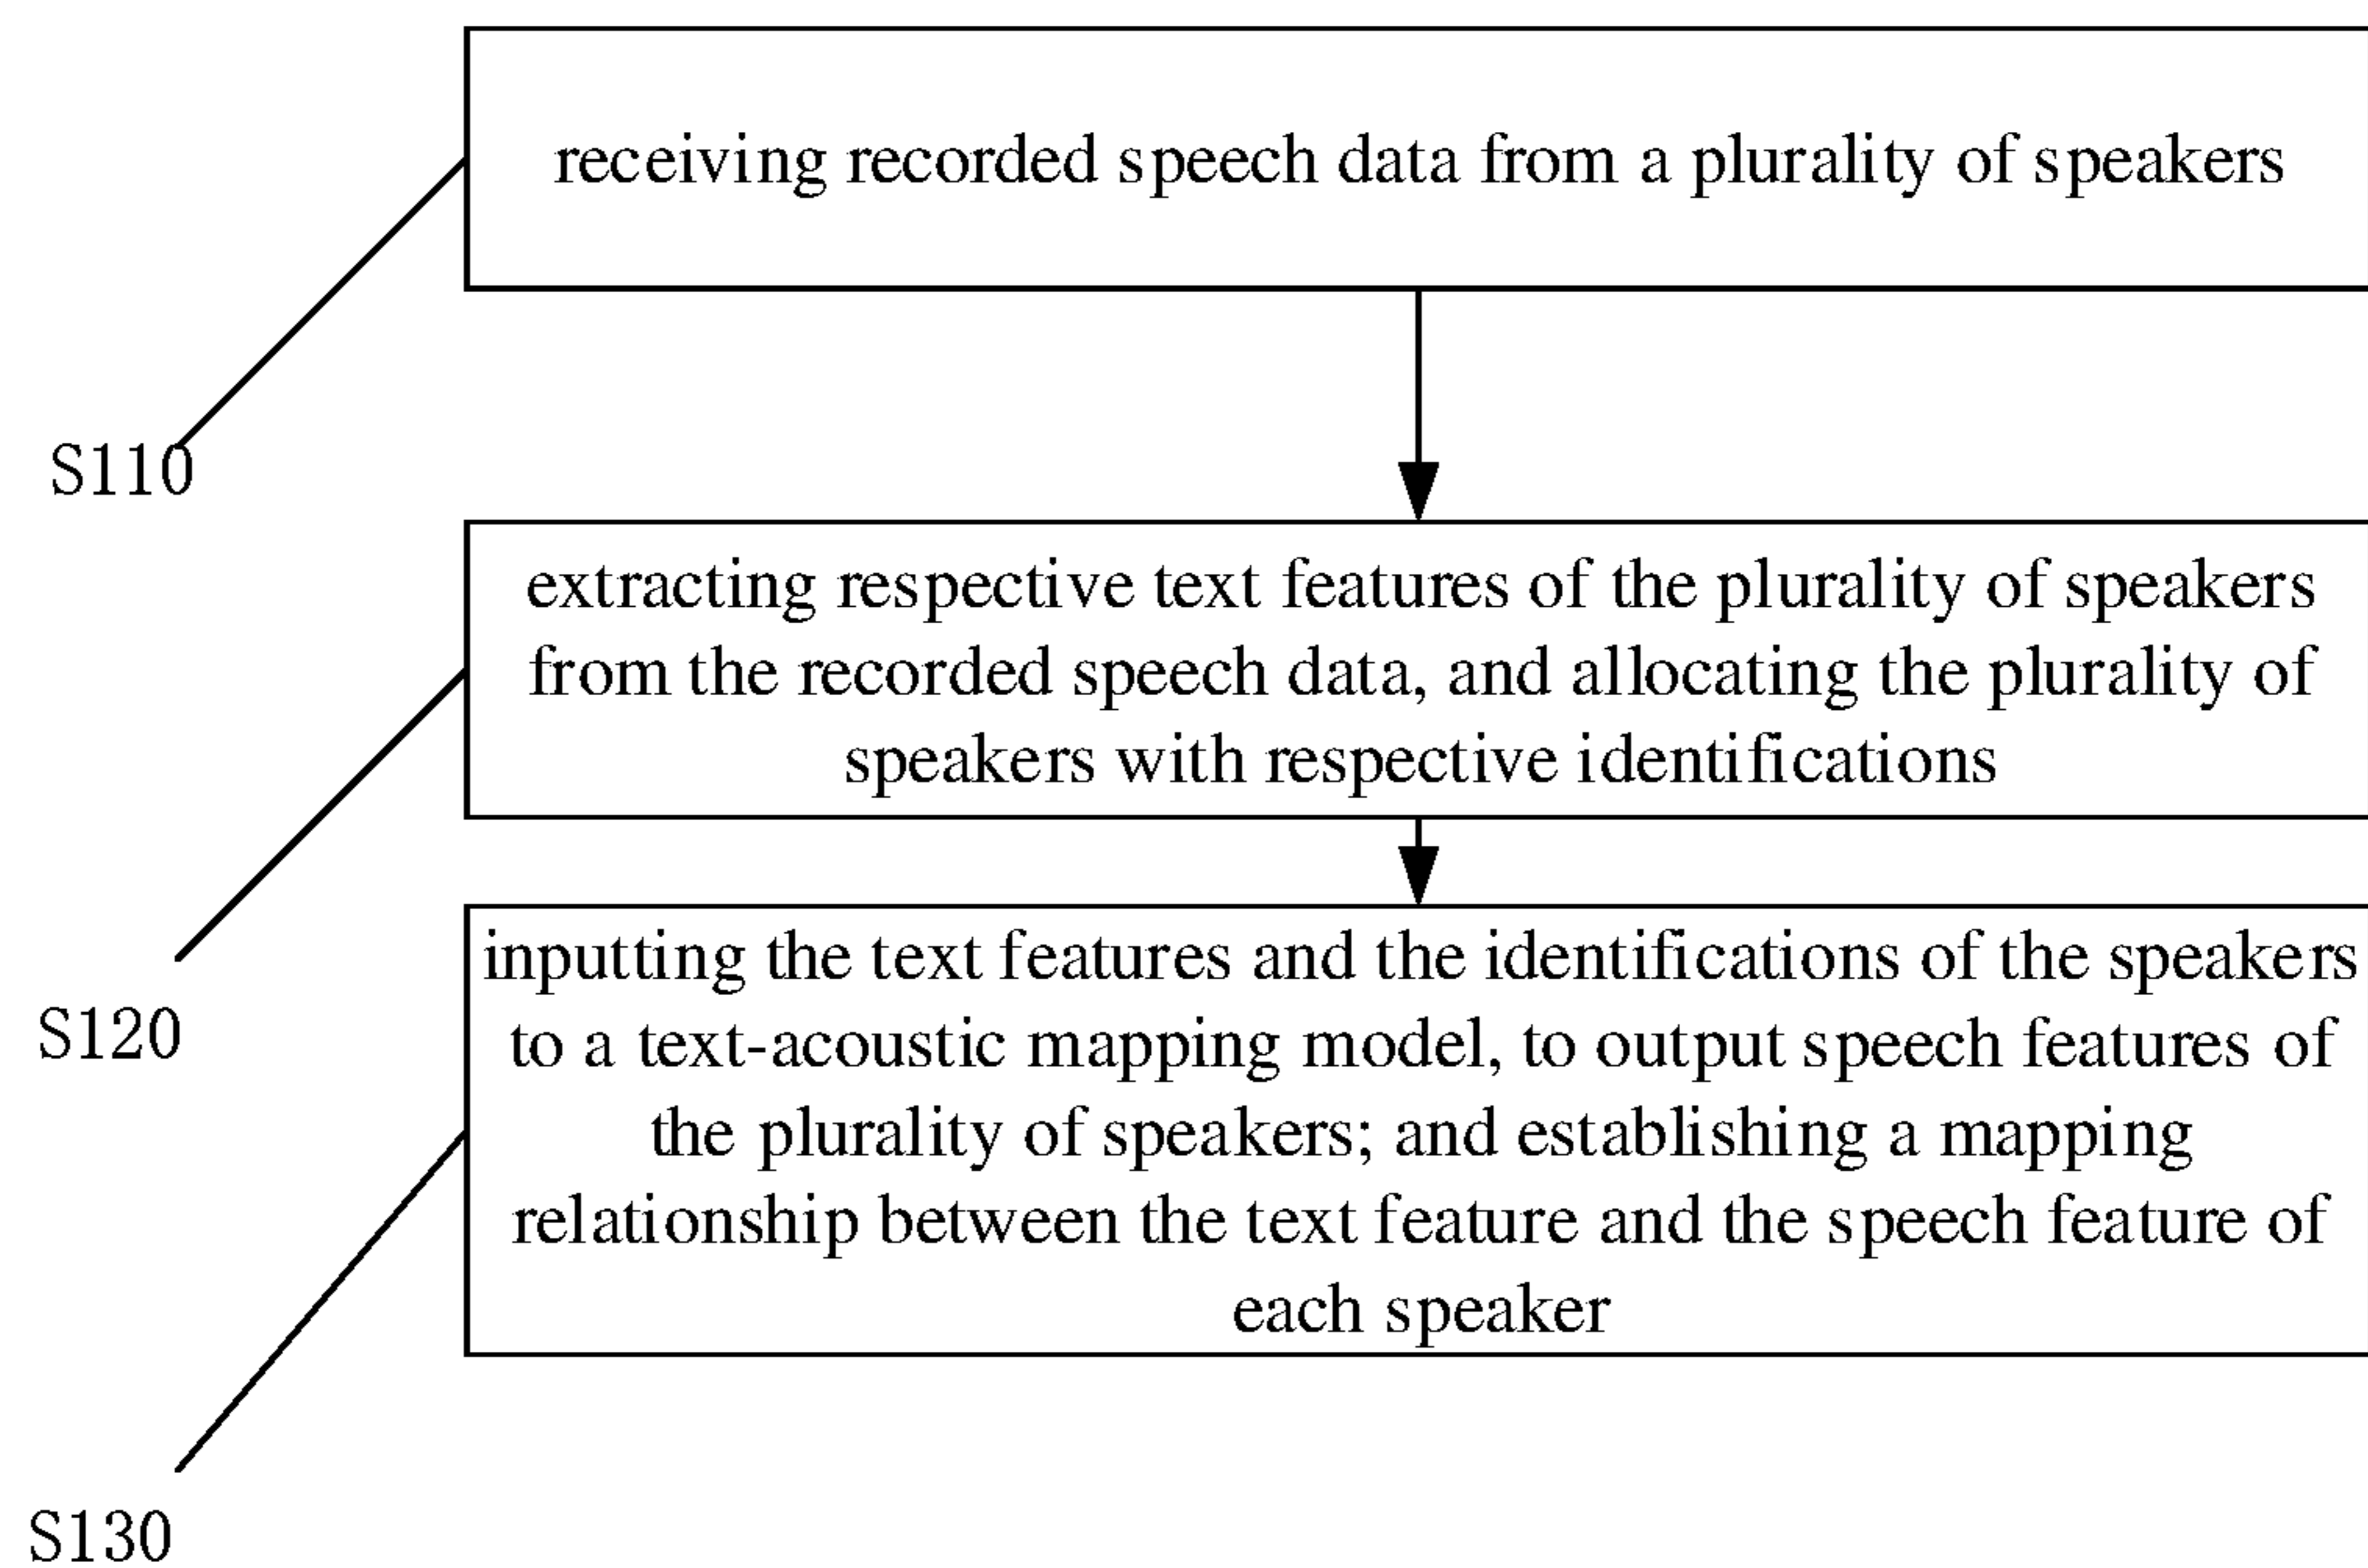 receiving recorded speech data from a plurality of speakers
S110
extracting respective text features of the plurality of speakers
from the recorded speech data, and allocating the plurality of
speakers with respective identifications
S120
inputting the text features and the identifications of the speakers
to a text-acoustic mapping model, to output speech features of
the plurality of speakers; and establishing a mapping
relationship between the text feature and the speech feature of
each speaker
S130